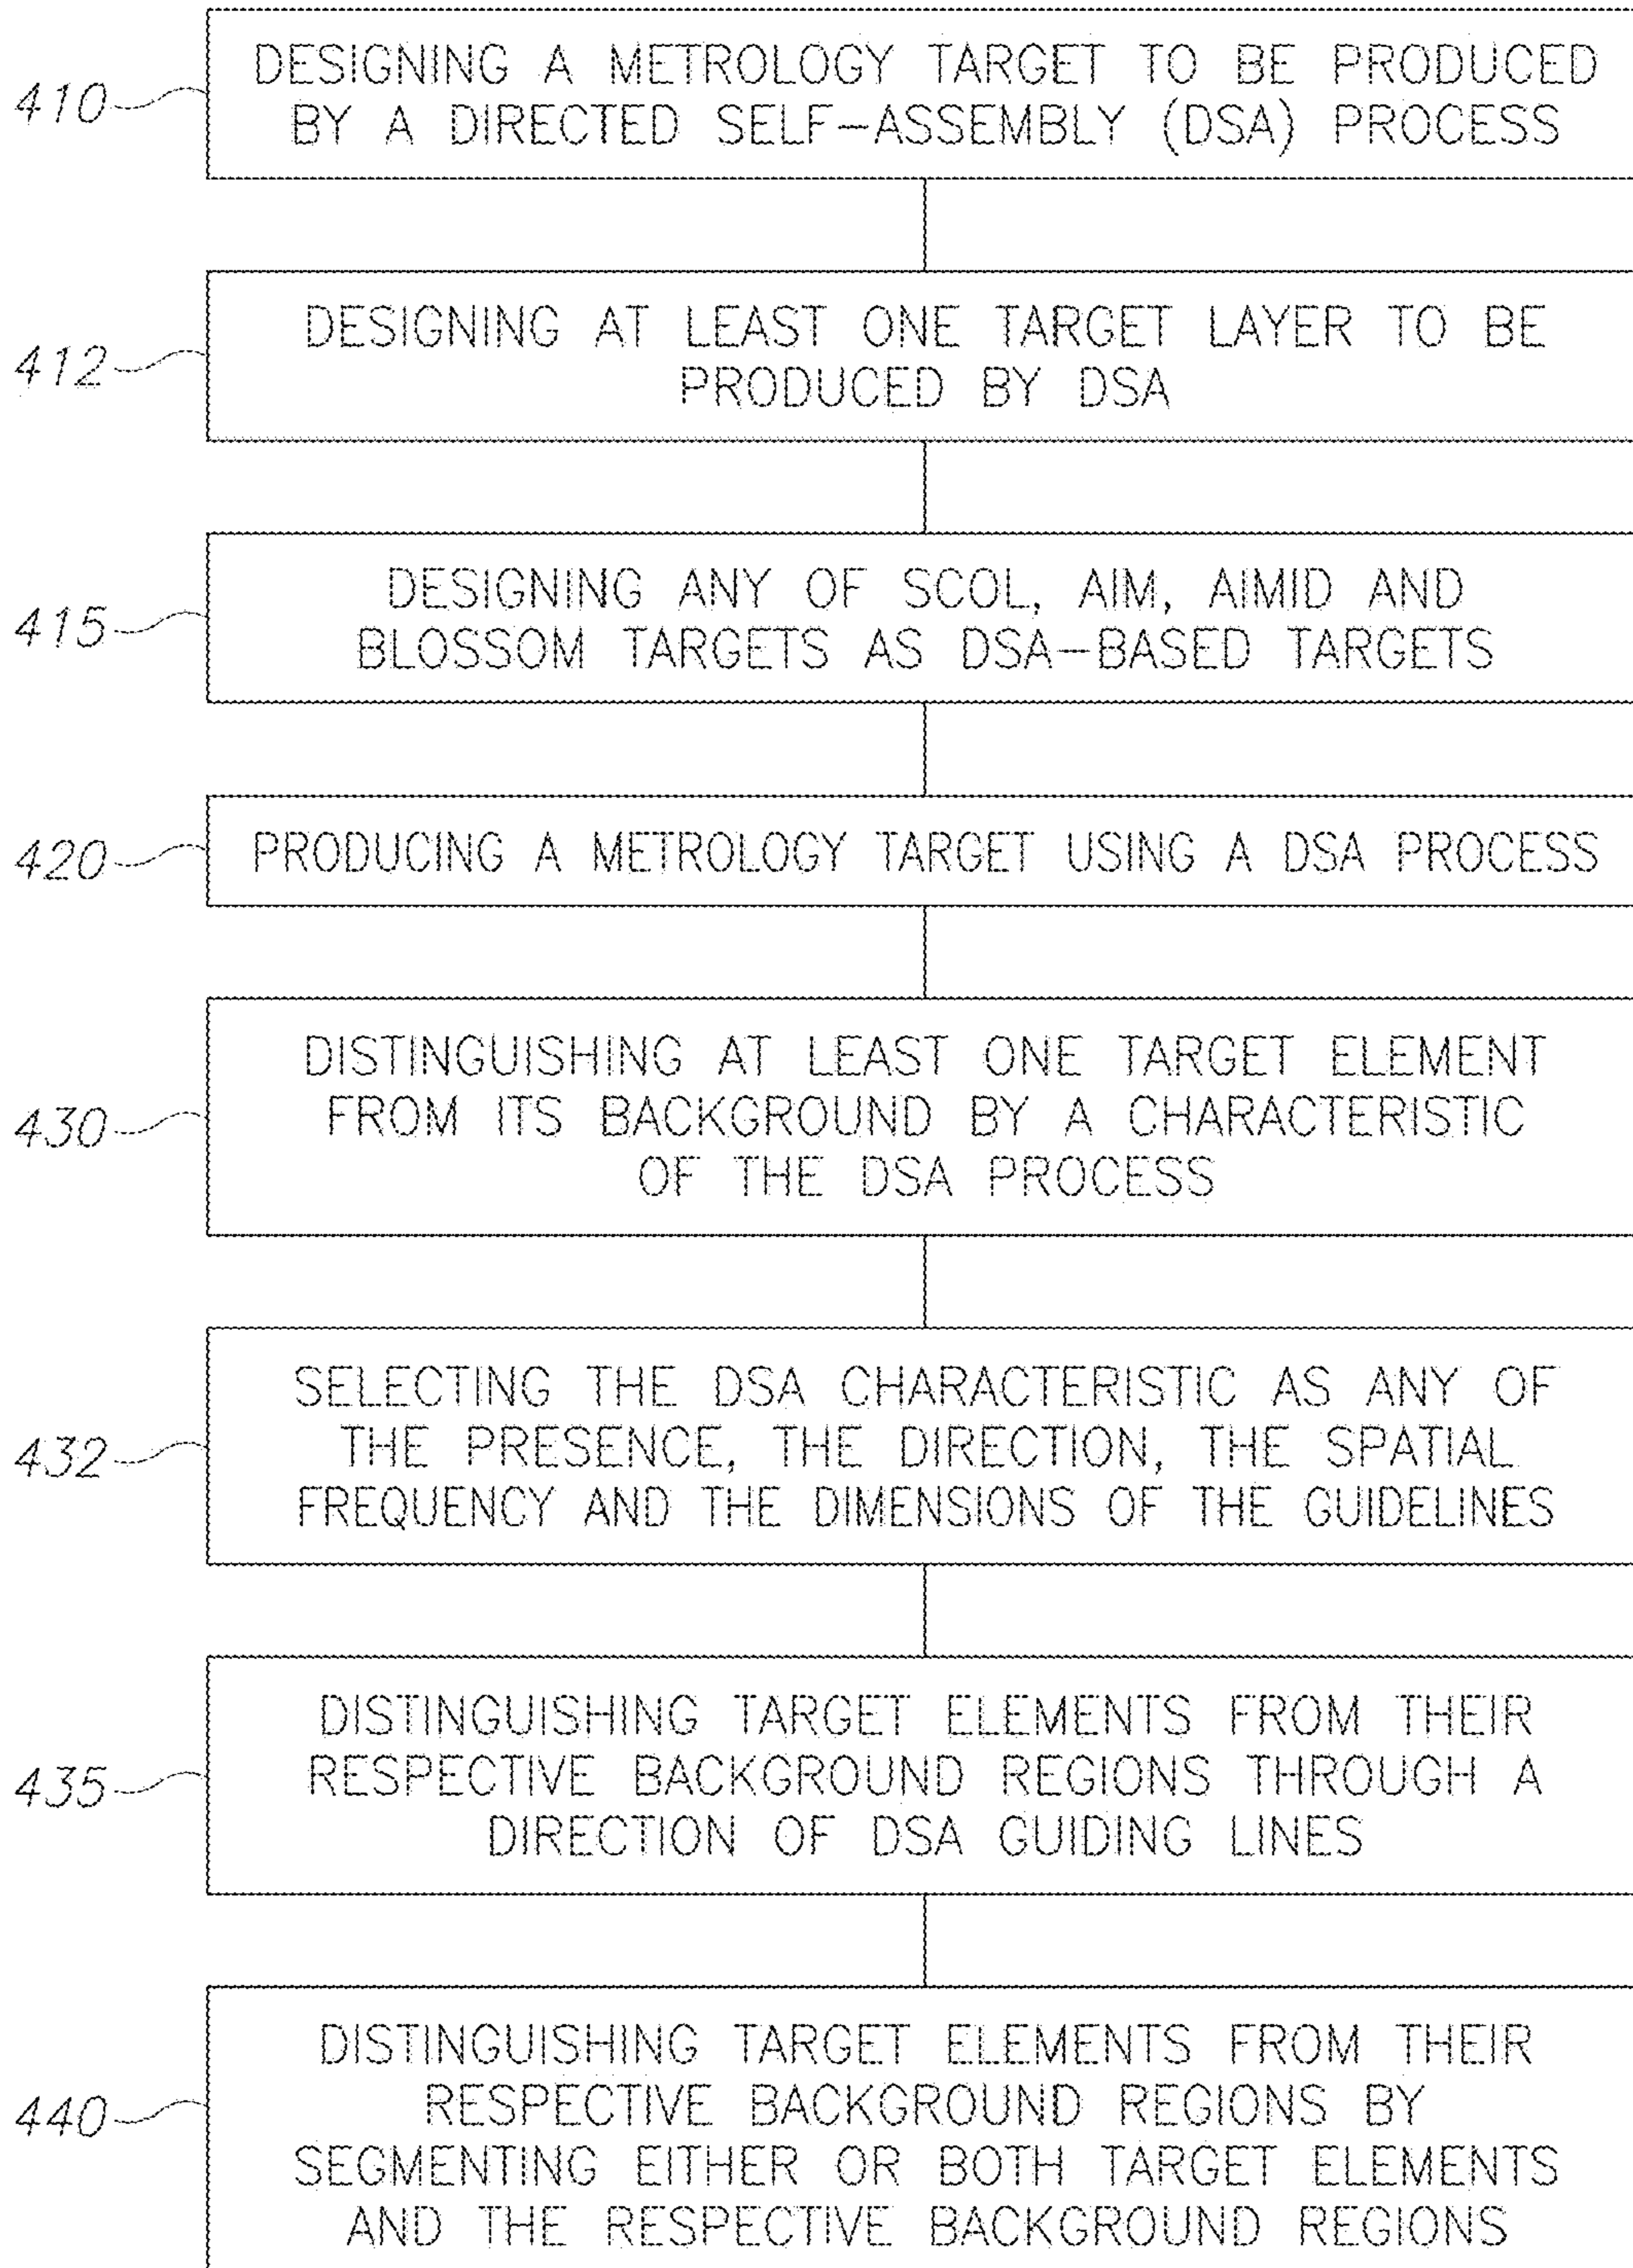 410
DESIGNING A METROLOGY TARGET TO BE PRODUCED
BY A DIRECTED SELF-ASSEMBLY (DSA) PROCESS
412
DESIGNING AT LEAST ONE TARGET LAYER TO BE
PRODUCED BY DSA
415
DESIGNING ANY OF SCOL, AIM, AIMID AND
BLOSSOM TARGETS AS DSA-BASED TARGETS
420
PRODUCING A METROLOGY TARGET USING A DSA PROCESS
430
DISTINGUISHING AT LEAST ONE TARGET ELEMENT
FROM ITS BACKGROUND BY A CHARACTERISTIC
OF THE DSA PROCESS
432
SELECTING THE DSA CHARACTERISTIC AS ANY OF
THE PRESENCE, THE DIRECTION, THE SPATIAL
FREQUENCY AND THE DIMENSIONS OF THE GUIDELINES
435
DISTINGUISHING TARGET ELEMENTS FROM THEIR
RESPECTIVE BACKGROUND REGIONS THROUGH A
DIRECTION OF DSA GUIDING LINES
440
DISTINGUISHING TARGET ELEMENTS FROM THEIR
RESPECTIVE BACKGROUND REGIONS BY
SEGMENTING EITHER OR BOTH TARGET ELEMENTS
AND THE RESPECTIVE BACKGROUND REGIONS